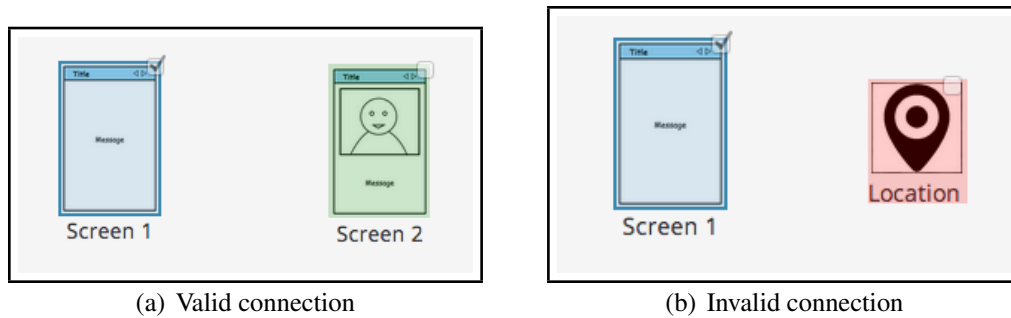 Title
Message
Screen 1
Title
Message
Screen 2
(a) Valid connection
Title
Message
Screen 1
Location
(b) Invalid connection